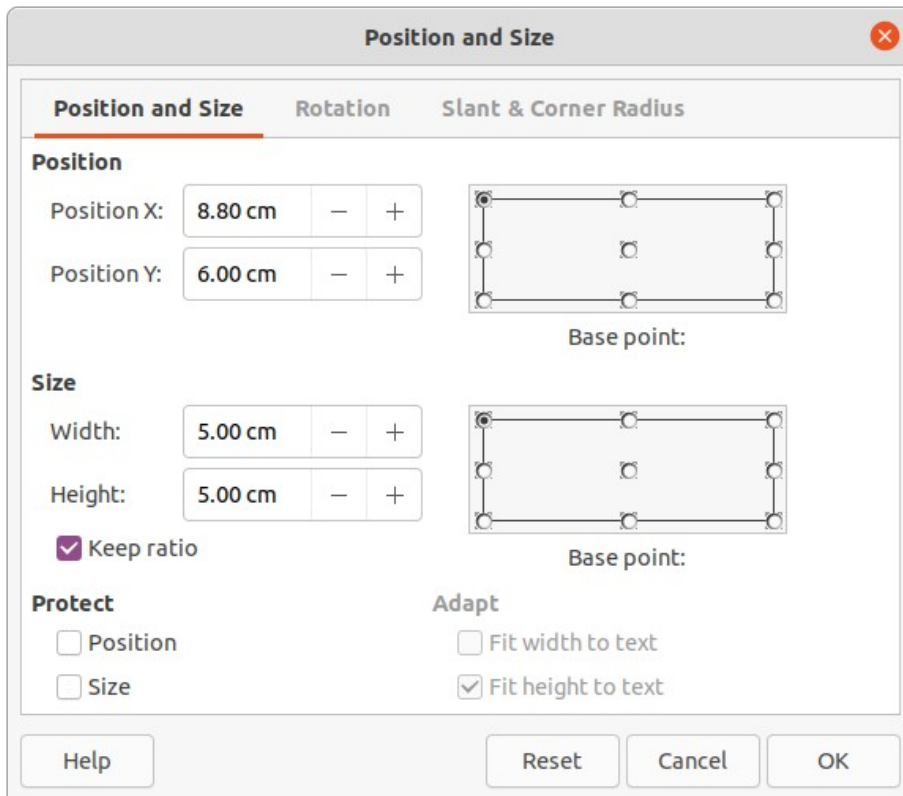 Position and Size
Position and Size Rotation Slant & Corner Radius
Position
Position X: 8.80 cm
Position Y: 6.00 cm
Base point:
Size
Width: 5.00 cm
Height: 5.00 cm
Keep ratio
Base point:
Protect Adapt
Position Fit width to text
Size Fit height to text
Help Reset Cancel OK